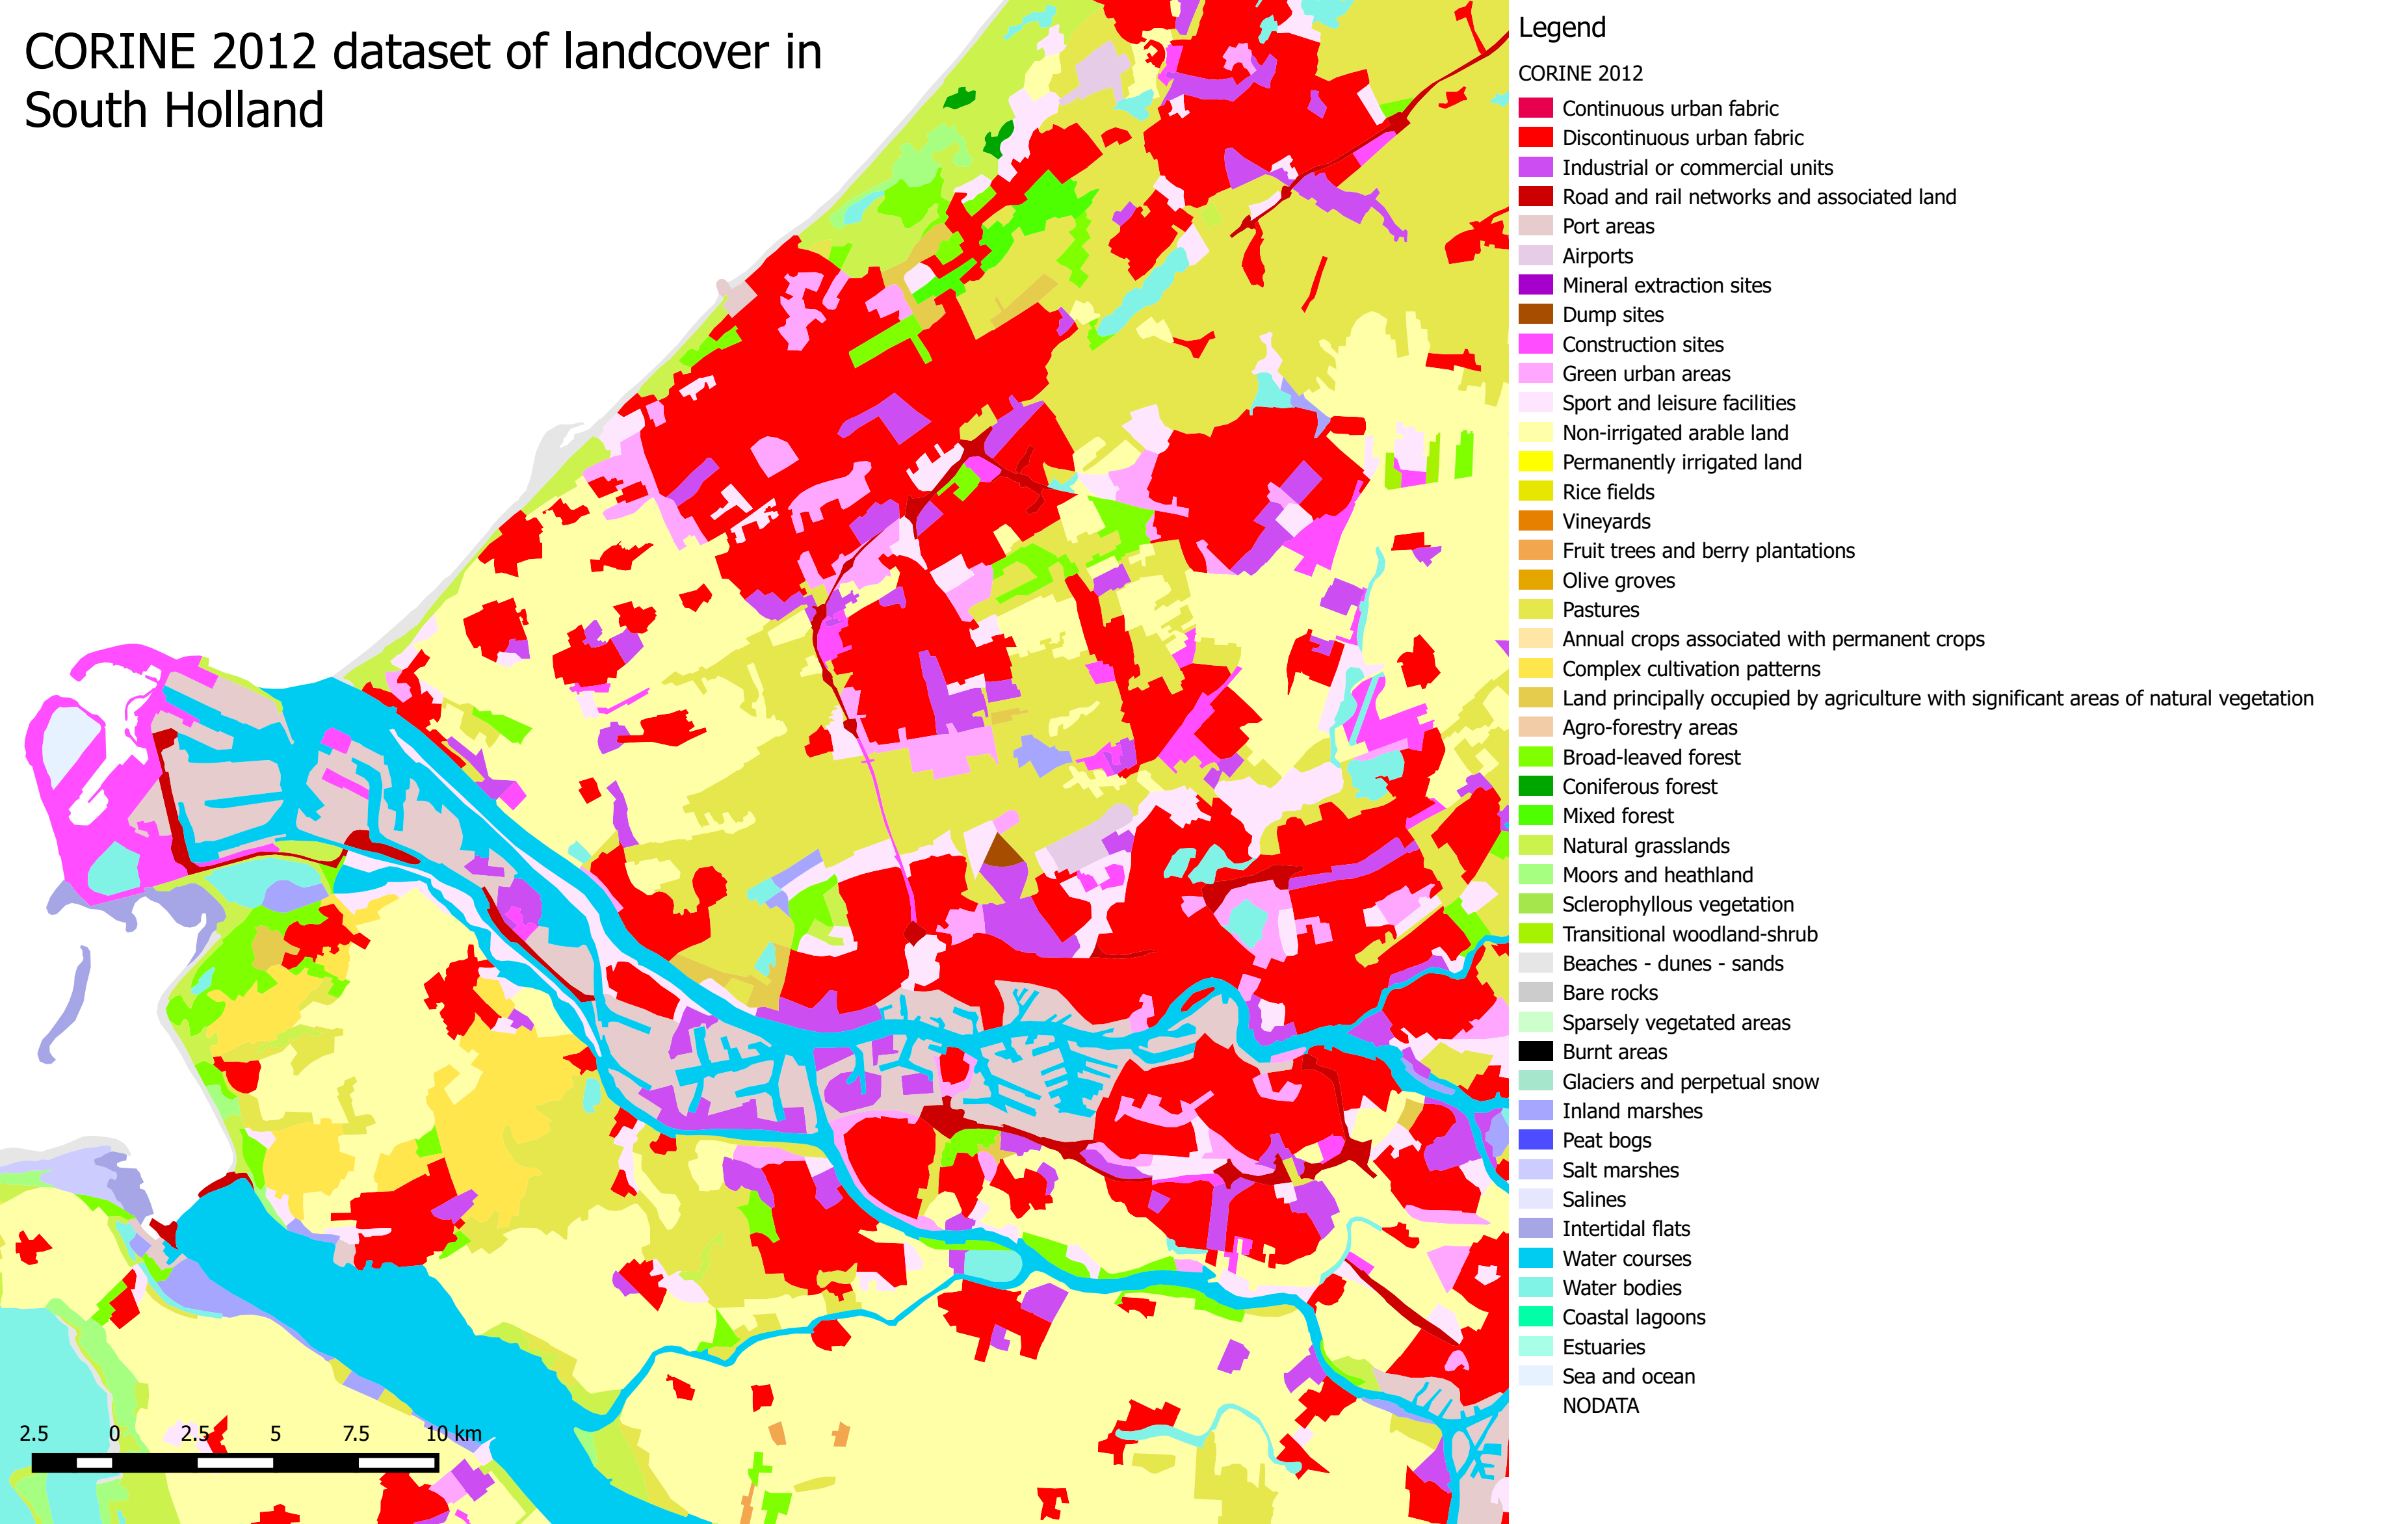 CORINE 2012 dataset of landcover in
South Holland
Legend
CORINE 2012
Continuous urban fabric
Discontinuous urban fabric
Industrial or commercial units
Road and rail networks and associated land
Port areas
Airports
Mineral extraction sites
Dump sites
Construction sites
Green urban areas
Sport and leisure facilities
Non-irrigated arable land
Permanently irrigated land
Rice fields
Vineyards
Fruit trees and berry plantations
Olive groves
Pastures
Annual crops associated with permanent crops
Complex cultivation patterns
Land principally occupied by agriculture with significant areas of natural vegetation
Agro-forestry areas
Broad-leaved forest
Coniferous forest
Mixed forest
Natural grasslands
Moors and heathland
Sclerophyllous vegetation
Transitional woodland-shrub
Beaches - dunes - sands
Bare rocks
Sparsely vegetated areas
Burnt areas
Glaciers and perpetual snow
Inland marshes
Peat bogs
Salt marshes
Salines
Intertidal flats
Water courses
Water bodies
Coastal lagoons
Estuaries
Sea and ocean
NODATA
2.5 0 2.5 5 7.5 10 km